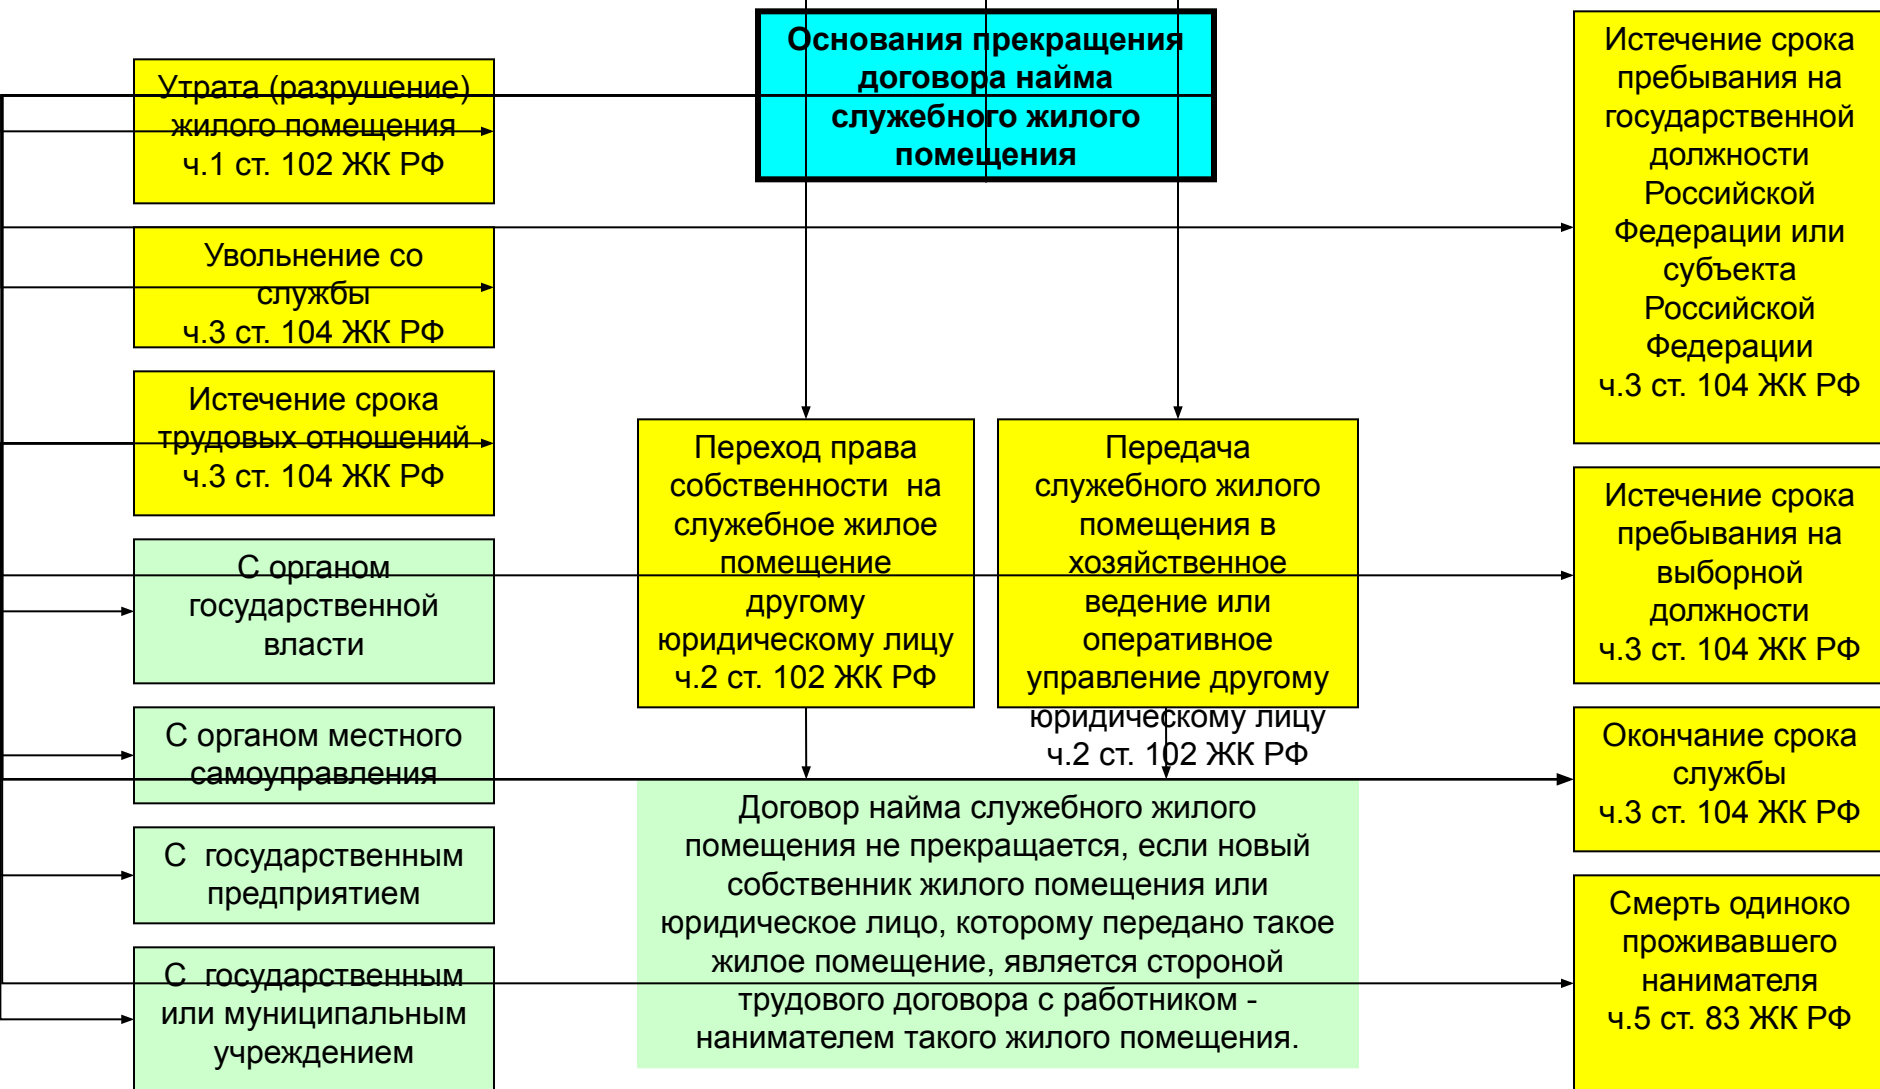 Основания прекращения
договора найма
служебного жилого
помещения
Утрата (разрушение)
жилого помещения
ч.1 ст. 102 ЖК РФ
Увольнение со
службы
ч.3 ст. 104 ЖК РФ
Истечение срока
трудовых отношений
ч.3 ст. 104 ЖК РФ
С органом
государственной
власти
С органом местного
самоуправления
С государственным
предприятием
С государственным
или муниципальным
учреждением
Переход права
собственности на
служебное жилое
помещение
другому
юридическому лицу
ч.2 ст. 102 ЖК РФ
Передача
служебного жилого
помещения в
хозяйственное
ведение или
оперативное
управление другому
юридическому лицу
ч.2 ст. 102 ЖК РФ
Договор найма служебного жилого
помещения не прекращается, если новый
собственник жилого помещения или
юридическое лицо, которому передано такое
жилое помещение, является стороной
трудового договора с работником -
нанимателем такого жилого помещения.
Истечение срока
пребывания на
государственной
должности
Российской
Федерации или
субъекта
Российской
Федерации
ч.3 ст. 104 ЖК РФ
Истечение срока
пребывания на
выборной
должности
ч.3 ст. 104 ЖК РФ
Окончание срока
службы
ч.3 ст. 104 ЖК РФ
Смерть одиноко
проживавшего
нанимателя
ч.5 ст. 83 ЖК РФ